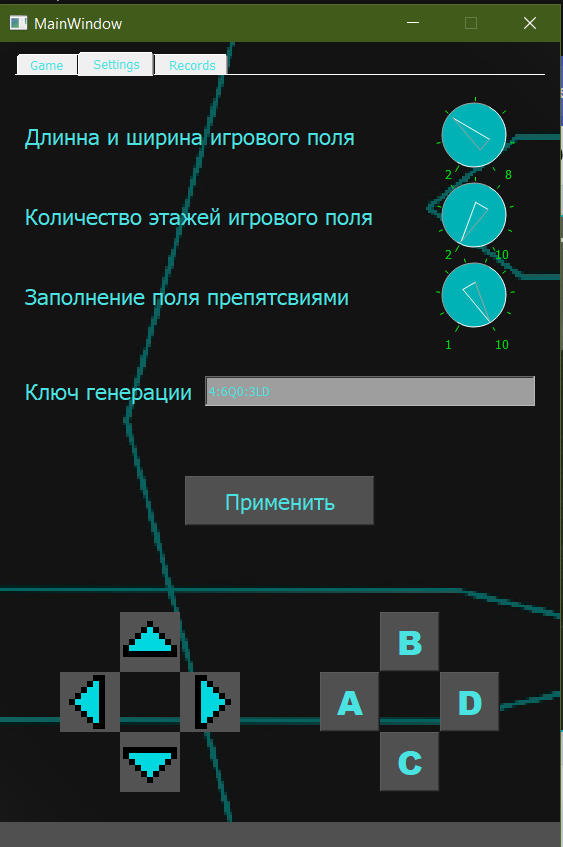 MainWindow
Game Settings Records
Длинна и ширина игрового поля
2 8
Количество этажей игрового поля
2 10
Заполнение поля препятсвиями
1 10
Ключ генерации 4:6Q0:3LD
Применить
B
A D
C